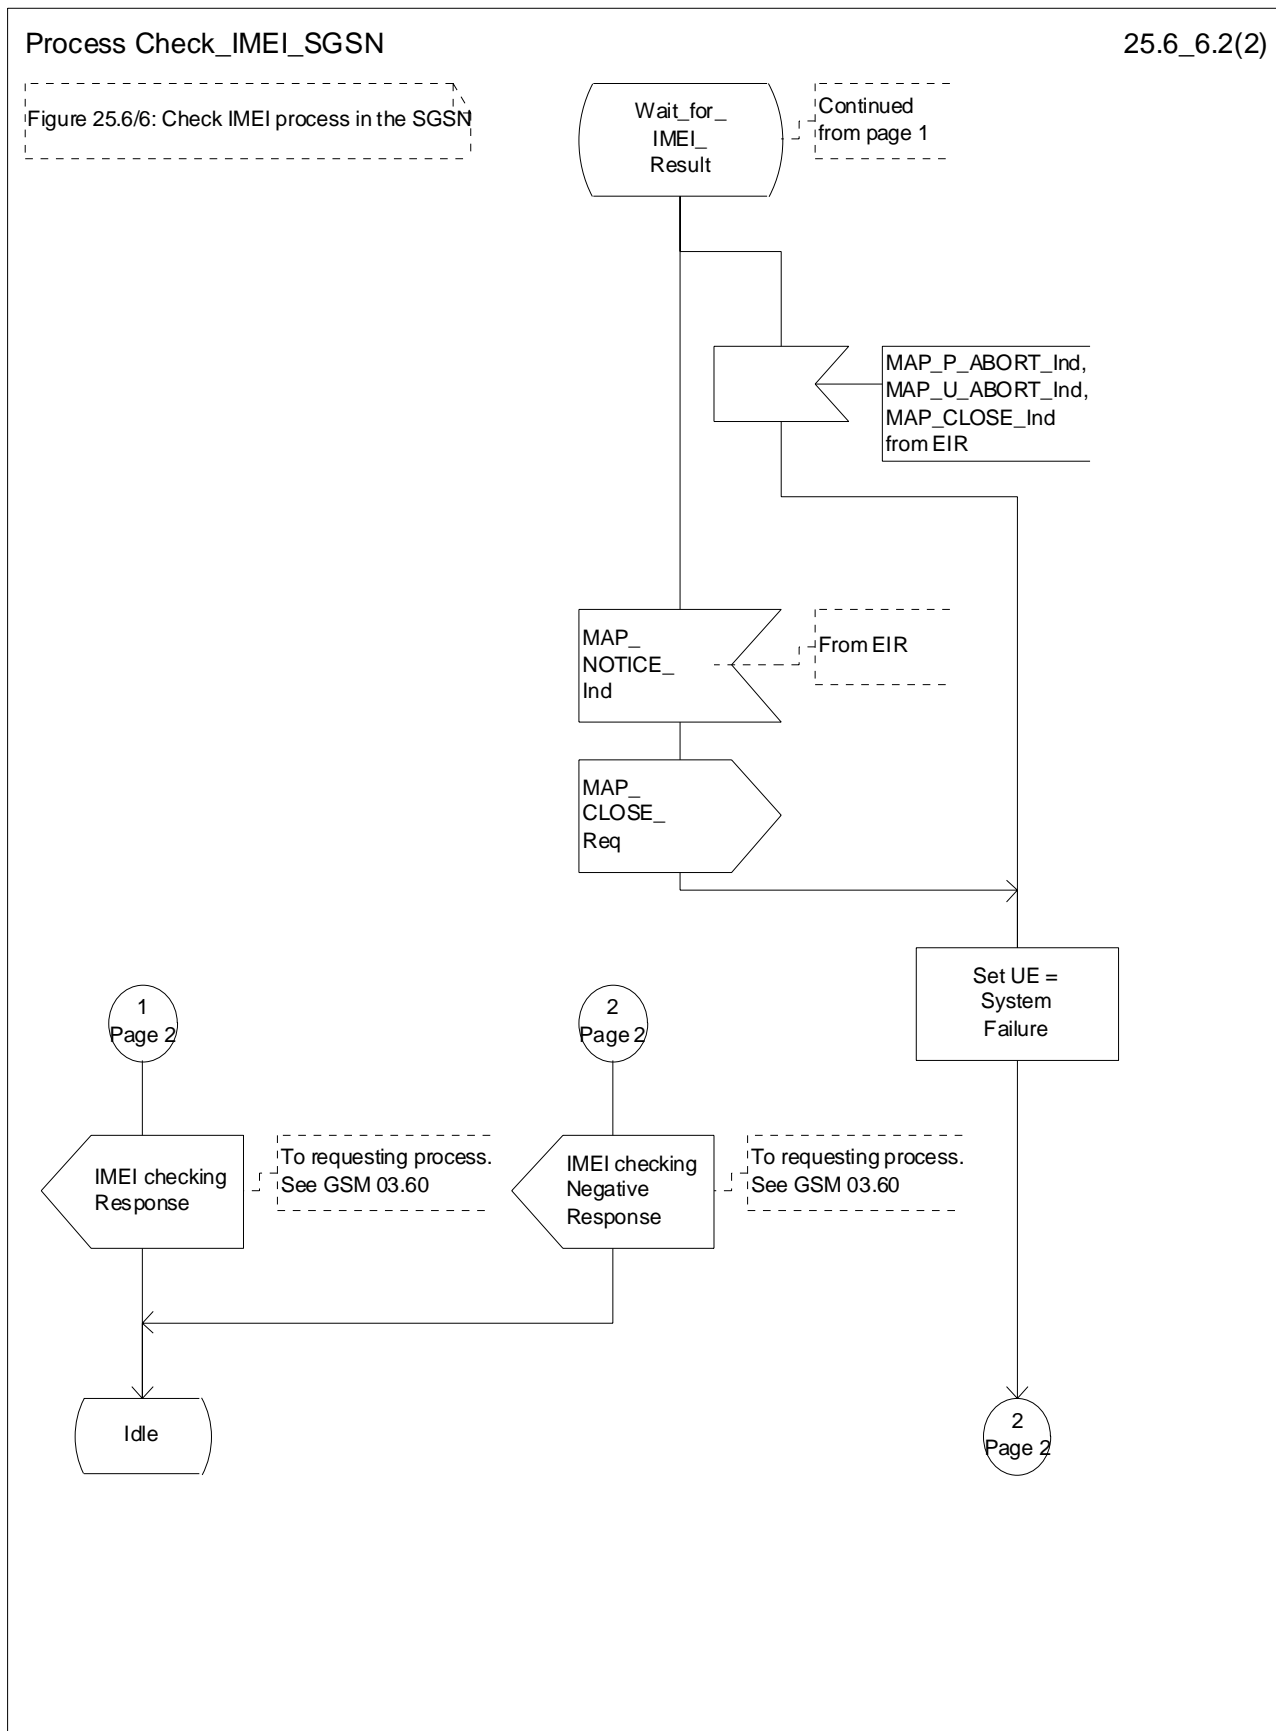 Process Check_IMEI_SGSN
25.6_6.2(2)
Figure 25.6/6: Check IMEI process in the SGSN
Wait_for_
IMEI_
Result
Continued
from page 1
MAP_P_ABORT_Ind,
MAP_U_ABORT_Ind,
MAP_CLOSE_Ind
from EIR
MAP_
NOTICE_
Ind
From EIR
MAP_
CLOSE_
Req
Set UE =
System
Failure
1
Page 2
2
Page 2
IMEI checking
Response
To requesting process.
See GSM 03.60
IMEI checking
Negative
Response
To requesting process.
See GSM 03.60
Idle
2
Page 2